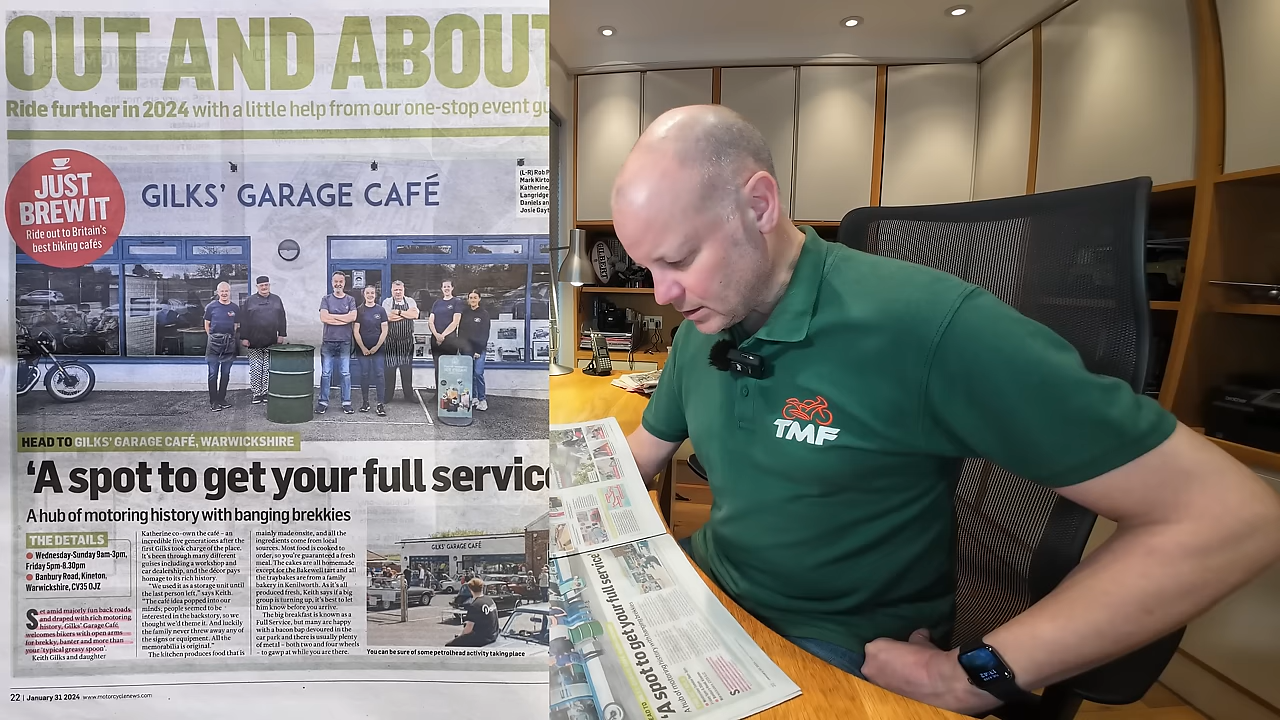 OUT AND ABOUT
Ride further in 2024 with a little help from our one-stop event gu
JUST
BREW IT
Ride out to Britain's
best biking cafés
GILKS' GARAGE CAFÉ
(L-R) Rob P
Mark Kirto
Katherine,
Langridge
Daniels an
Josie Gayt
HEAD TO GILKS' GARAGE CAFÉ, WARWICKSHIRE
'A spot to get your full servic
A hub of motoring history with banging brekkies
THE DETAILS
Wednesday-Sunday 9am-3pm,
Friday 5pm-8.30pm
Banbury Road, Kineton,
Warwickshire, CV35 0JZ
Set amid majorly fun back roads
and draped with rich motoring
history, Gilks' Garage Café
welcomes bikers with open arms
for brekky, banter and more than
your 'typical greasy spoon'.
Keith Gilks and daughter
Katherine co-own the café – an
incredible five generations after the
first Gilks took charge of the place.
It's been through many different
guises including a workshop and
car dealership, and the décor pays
homage to its rich history.
"We used it as storage unit until
the last person left," says Keith.
"The café idea popped into our
minds; people seemed to be
interested in the backstory, so we
thought we'd throw it. And luckily
the family never threw away any of
the signs or equipment. All the
memorabilia is original."
The kitchen produces food that is
mainly made onsite, and all the
ingredients come from local
sources. Most food is cooked to
order, so you're guaranteed a fresh
meal. The cakes are all homemade
except for the Bakewell tart and all
the traybakes are from a family
bakery in Kenilworth. As it's all
produced fresh, Keith says if a big
group is turning up, it's best to let
him know before you arrive.
The big breakfast is known as a
Full Service, but many are happy
with a bacon bap devoured in the
car park and there is usually plenty
of metal – both two and four wheels
– to gawp at while you are there.
GILKS' GARAGE CAFÉ
You can be sure of some petrolhead activity taking place
22 | January 31 2024 www.motorcyclenews.com
TMF
'A spot to get your full service